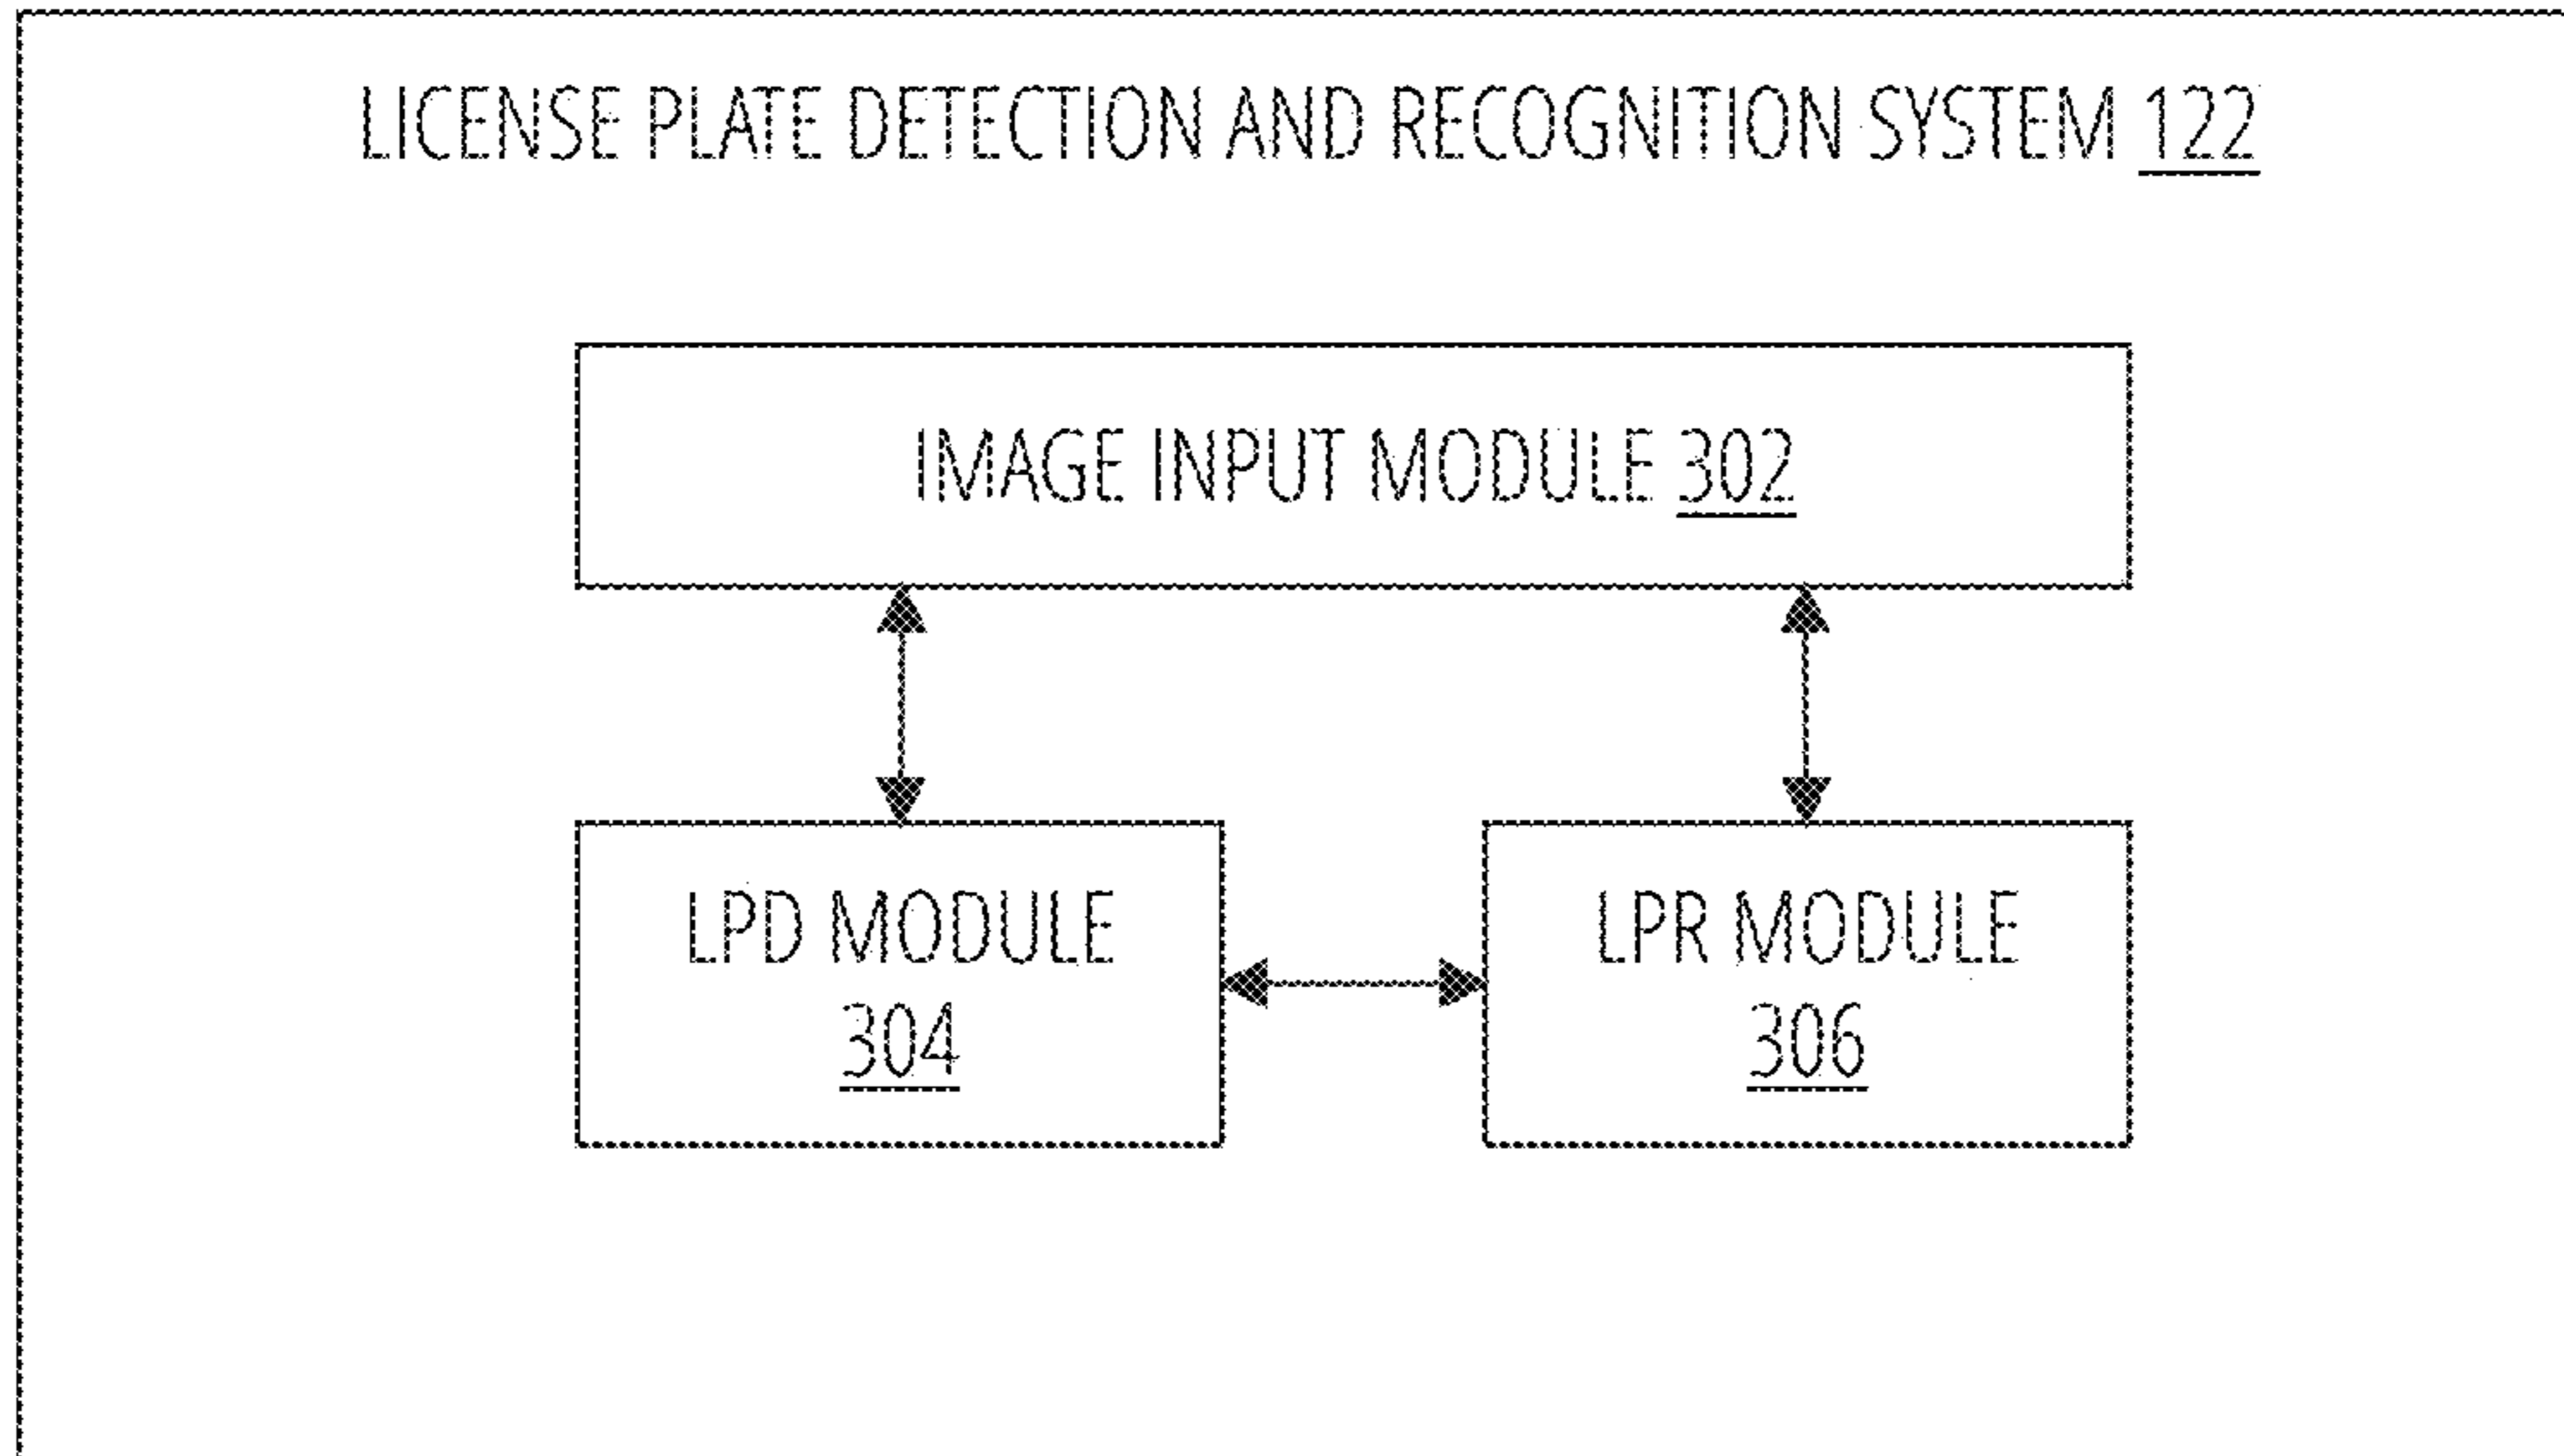 LICENSE PLATE DETECTION AND RECOGNITION SYSTEM 122
IMAGE INPUT MODULE 302
LPD MODULE
304
LPR MODULE
306